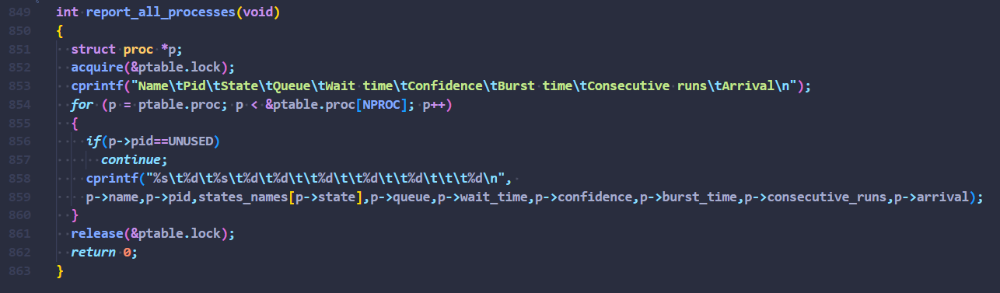 849 int report_all_processes(void)
850 {
851   struct proc *p;
852   acquire(&ptable.lock);
853   cprintf("Name\tPid\tState\tQueue\tWait time\tConfidence\tBurst time\tConsecutive runs\tArrival\n");
854   for (p = ptable.proc; p < &ptable.proc[NPROC]; p++)
855   {
856     if(p->pid==UNUSED)
857       continue;
858     cprintf("%s\t%d\t%s\t%d\t%d\t\t%d\t\t%d\t\t%d\t\t\t%d\n",
859     p->name,p->pid,states_names[p->state],p->queue,p->wait_time,p->confidence,p->burst_time,p->consecutive_runs,p->arrival);
860   }
861   release(&ptable.lock);
862   return 0;
863 }